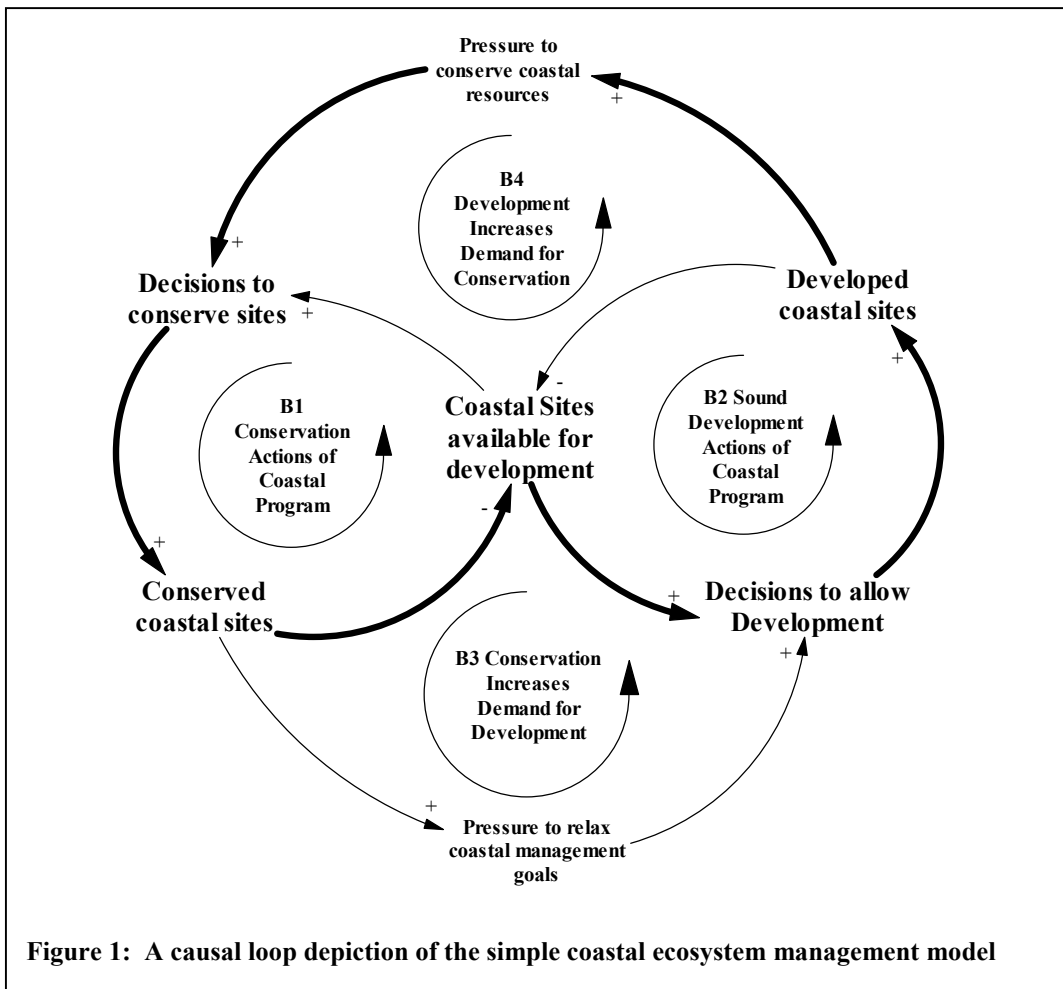 Pressure to
conserve coastal
resources
+
B4
Development
Increases
Demand for
Conservation
+
Decisions to
conserve sites
+
Developed
coastal sites
+
-
B1
Conservation
Actions of
Coastal
Program
Coastal Sites
available for
development
B2 Sound
Development
Actions of
Coastal
Program
-
+
Conserved
coastal sites
+
Decisions to allow
Development
+
B3 Conservation
Increases
Demand for
Development
+
Pressure to relax
coastal management
goals
Figure 1: A causal loop depiction of the simple coastal ecosystem management model